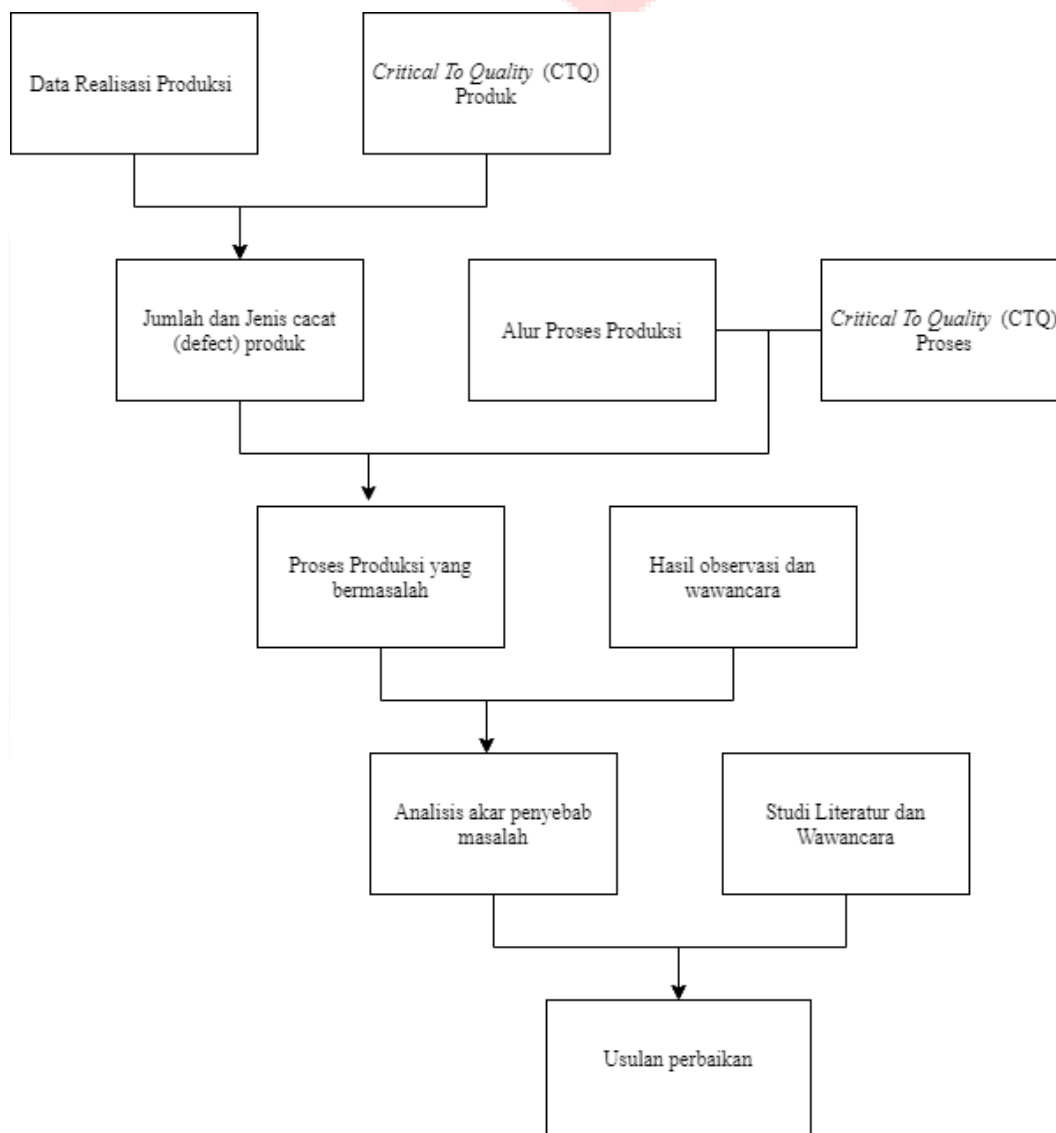 Data Realisasi Produksi
Critical To Quality (CTQ)
Produk
Jumlah dan Jenis cacat
(defect) produk
Alur Proses Produksi
Critical To Quality (CTQ)
Proses
Proses Produksi yang
bermasalah
Hasil observasi dan
wawancara
Analisis akar penyebab
masalah
Studi Literatur dan
Wawancara
Usulan perbaikan